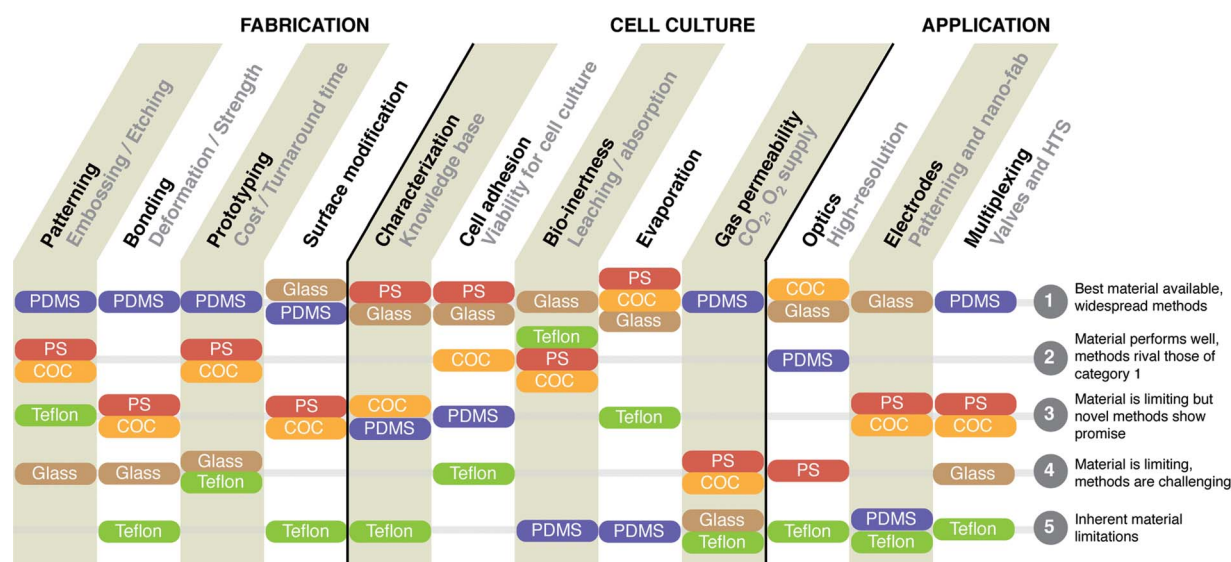 FABRICATION
CELL CULTURE
APPLICATION
Patterning
Embossing / Etching
Bonding
Deformation / Strength
Prototyping
Cost / Turnaround time
Surface modification
Characterization
Knowledge base
Cell adhesion
Viability for cell culture
Bio-inertness
Leaching / absorption
Evaporation
Gas permeability
CO2, O2 supply
Optics
High-resolution
Electrodes
Patterning and nano-fab
Multiplexing
Valves and HTS
PDMS PDMS PDMS Glass PDMS PS Glass PS Glass Glass PS COC Glass PDMS COC Glass Glass PDMS
1 Best material available,
widespread methods
PS COC PS COC COC Teflon PS COC PDMS
2 Material performs well,
methods rival those of
category 1
Teflon PS COC PS COC COC PDMS PDMS Teflon PS COC PS COC
3 Material is limiting but
novel methods show
promise
Glass Glass Glass Teflon Teflon PS COC PS Glass
4 Material is limiting,
methods are challenging
Teflon Teflon Teflon PDMS PDMS Glass Teflon Teflon PDMS Teflon Teflon
5 Inherent material
limitations